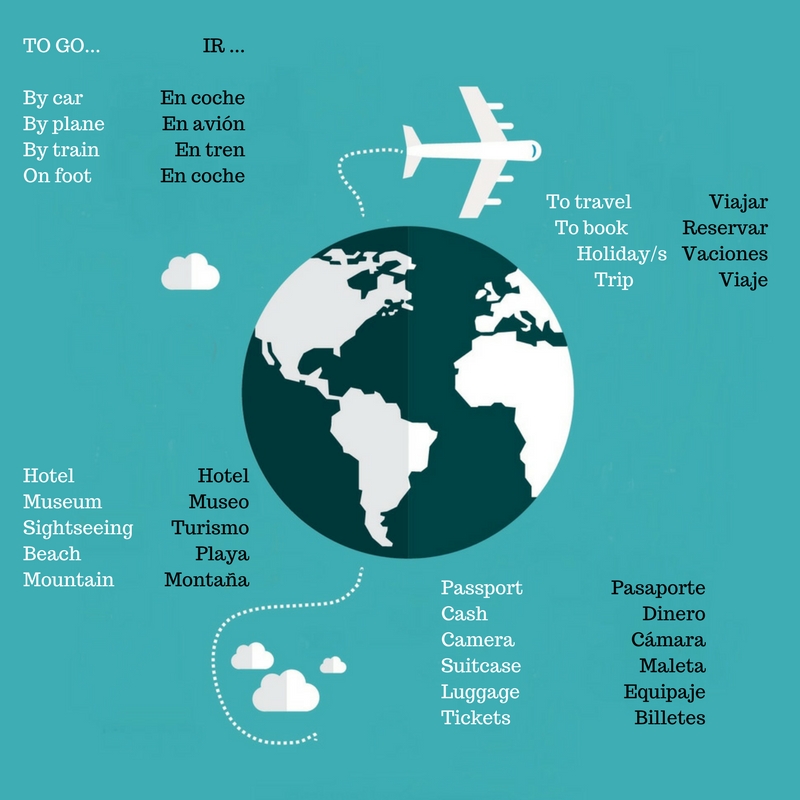 TO GO... IR ...
By car En coche
By plane En avión
By train En tren
On foot En coche
To travel Viajar
To book Reservar
Holiday/s Vaciones
Trip Viaje
Hotel Hotel
Museum Museo
Sightseeing Turismo
Beach Playa
Mountain Montaña
Passport Pasaporte
Cash Dinero
Camera Cámara
Suitcase Maleta
Luggage Equipaje
Tickets Billetes